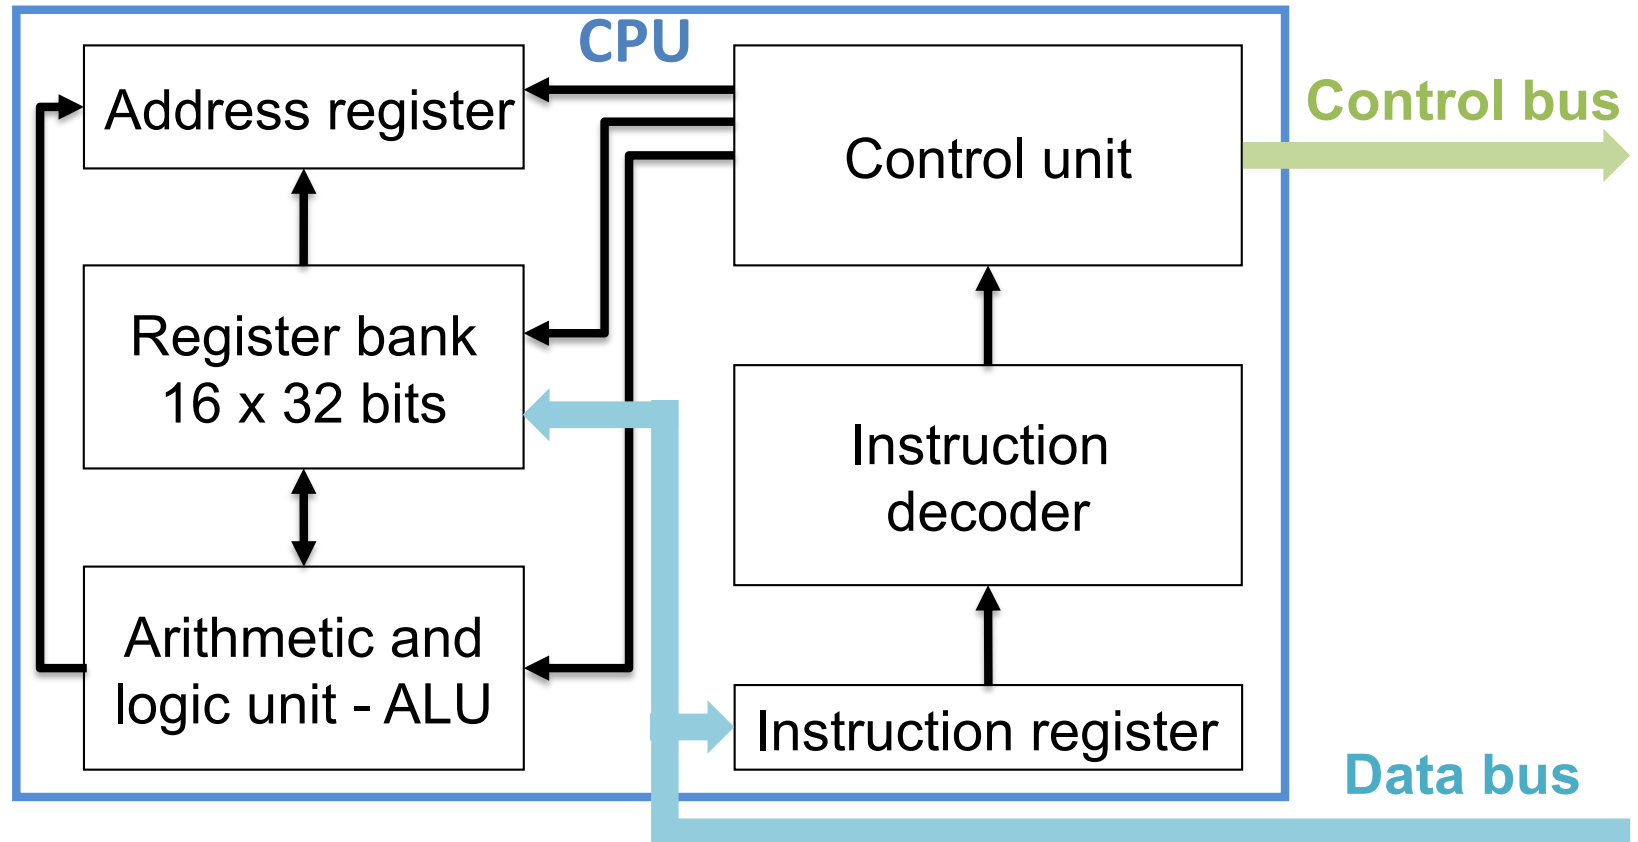 CPU
Address register
Control unit
Control bus
Register bank
16 x 32 bits
Instruction
decoder
Arithmetic and
logic unit - ALU
Instruction register
Data bus